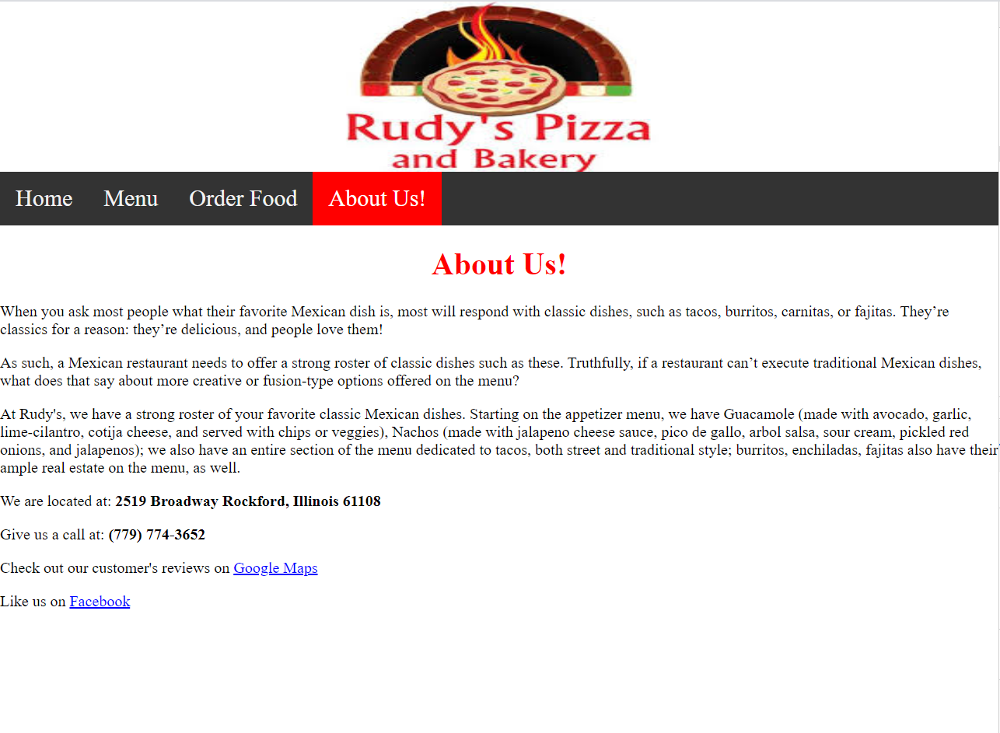 Rudy's Pizza
and Bakery
Home Menu Order Food About Us!
About Us!
When you ask most people what their favorite Mexican dish is, most will respond with classic dishes, such as tacos, burritos, carnitas, or fajitas. They’re
classics for a reason: they’re delicious, and people love them!
As such, a Mexican restaurant needs to offer a strong roster of classic dishes such as these. Truthfully, if a restaurant can’t execute traditional Mexican dishes,
what does that say about more creative or fusion-type options offered on the menu?
At Rudy's, we have a strong roster of your favorite classic Mexican dishes. Starting on the appetizer menu, we have Guacamole (made with avocado, garlic,
lime-cilantro, cotija cheese, and served with chips or veggies), Nachos (made with jalapeno cheese sauce, pico de gallo, arbol salsa, sour cream, pickled red
onions, and jalapenos); we also have an entire section of the menu dedicated to tacos, both street and traditional style; burritos, enchiladas, fajitas also have their
ample real estate on the menu, as well.
We are located at: 2519 Broadway Rockford, Illinois 61108
Give us a call at: (779) 774-3652
Check out our customer's reviews on Google Maps
Like us on Facebook